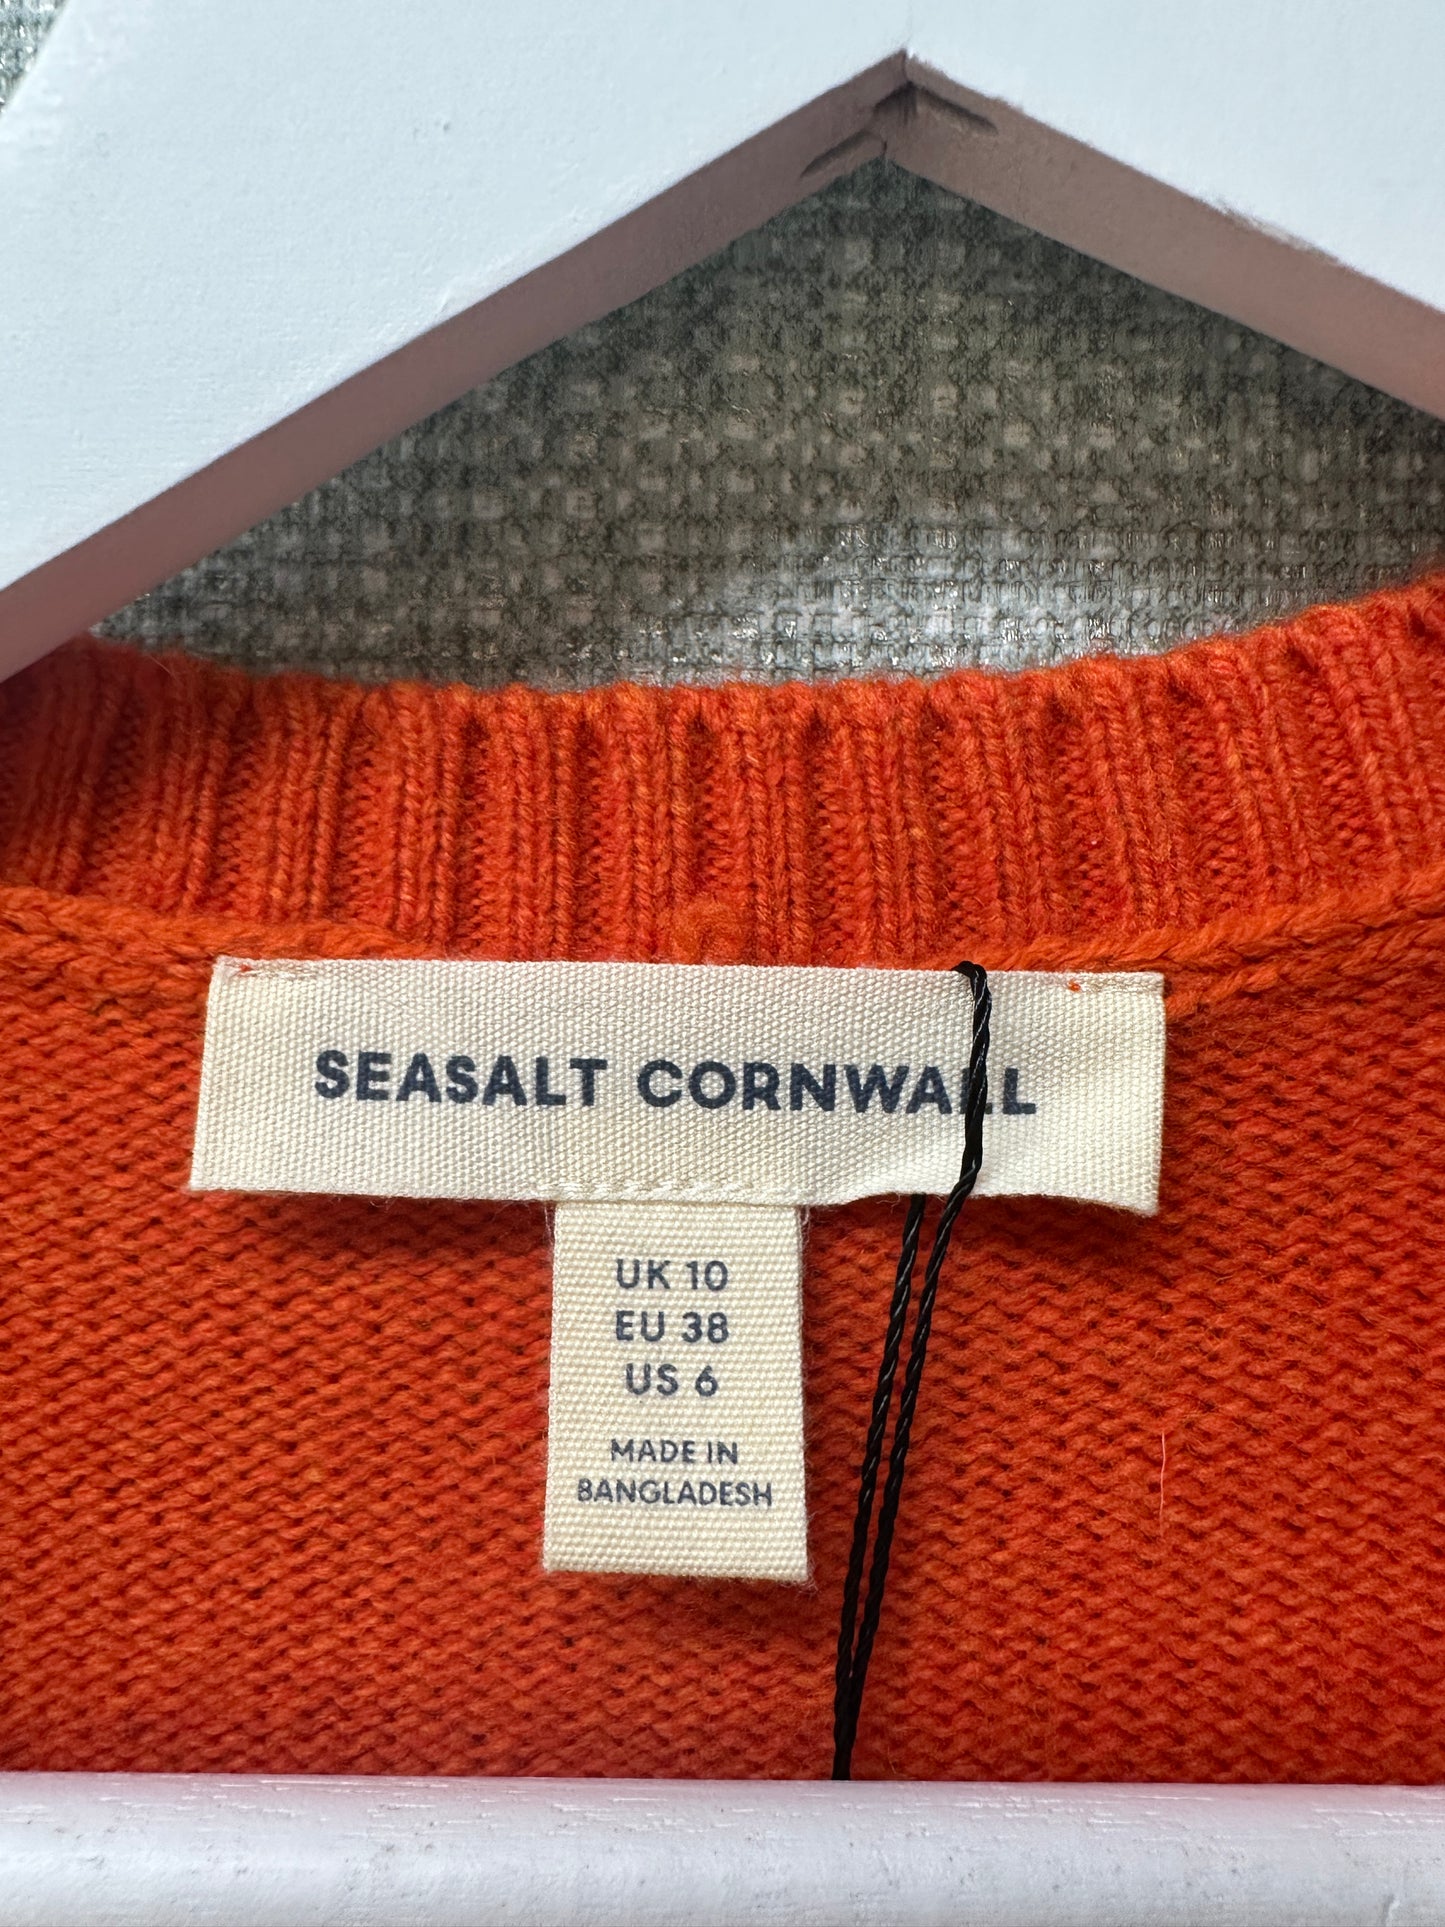 SEASALT CORNWALL
UK 10
EU 38
US 6
MADE IN
BANGLADESH